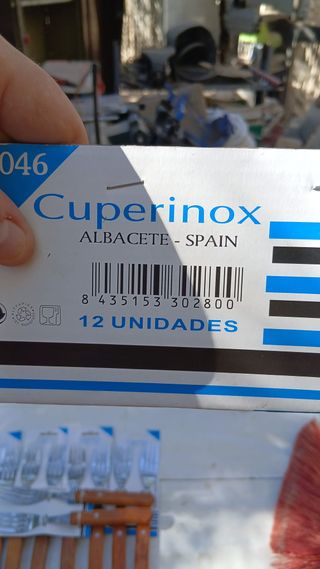 046
Cuperinox
ALBACETE - SPAIN
8 435153 302800
12 UNIDADES